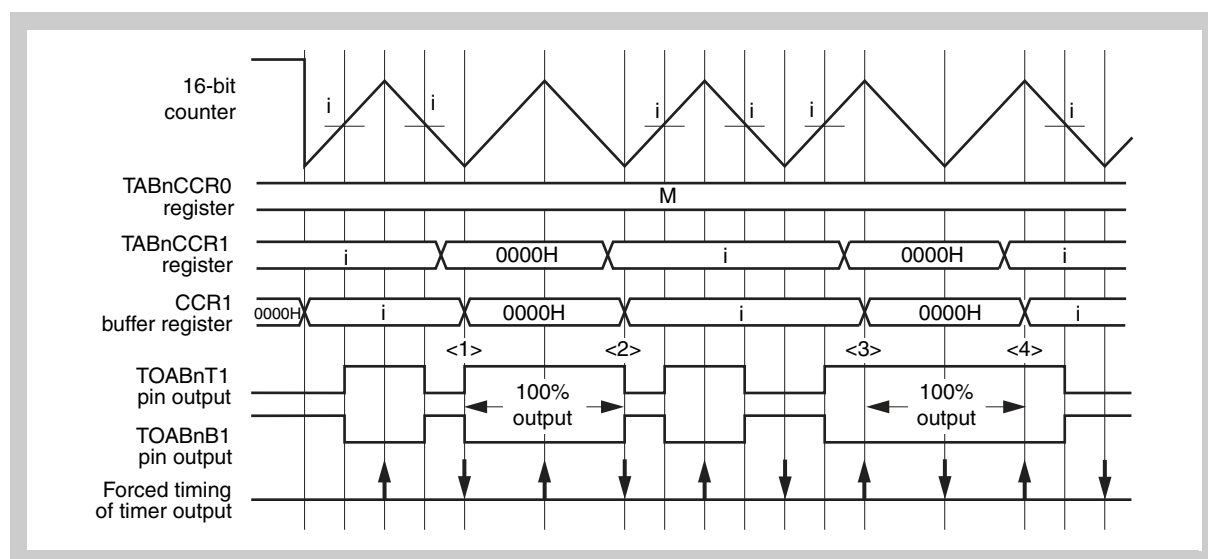 16-bit
counter
i
i
i
i
i
i
TABnCCR0
register
M
TABnCCR1
register
i
0000H
i
0000H
i
CCR1
buffer register
0000H
i
0000H
i
0000H
i
<1>
<2>
<3>
<4>
TOABnT1
pin output
100%
output
100%
output
TOABnB1
pin output
Forced timing
of timer output